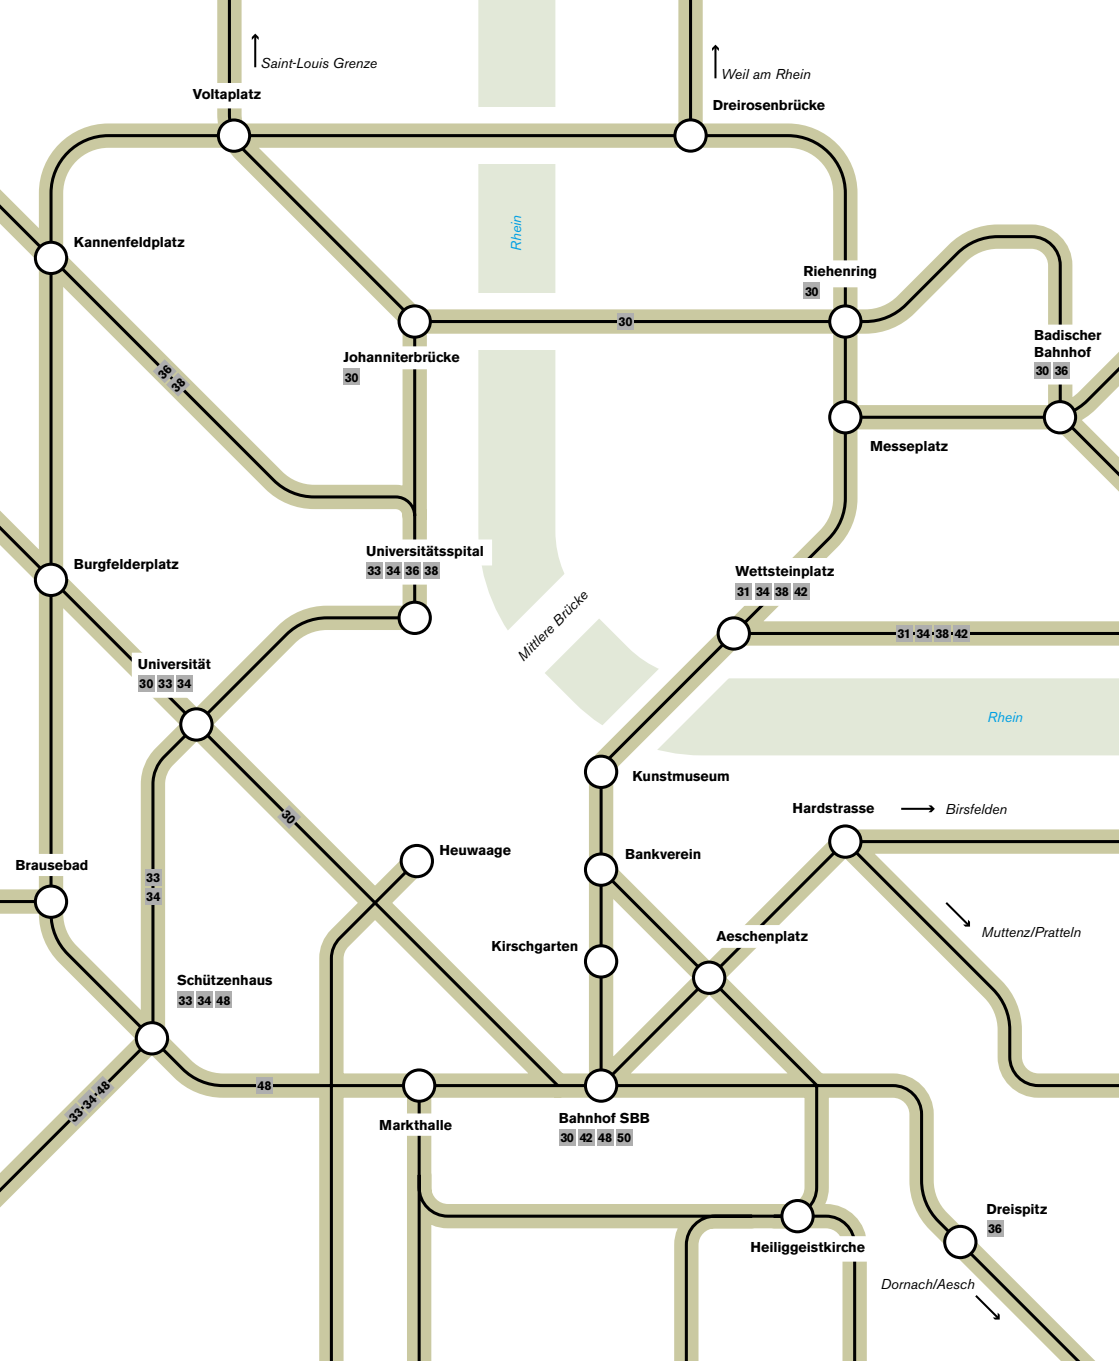 Saint-Louis Grenze
Weil am Rhein
Voltaplatz
Dreirosenbrücke
Rhein
Kannenfeldplatz
Riehenring
30
30
Badischer
Bahnhof
30 36
Johanniterbrücke
30
36·38
Messeplatz
Universitätsspital
33 34 36 38
Burgfelderplatz
Wettsteinplatz
31 34 38 42
Mittlere Brücke
31·34·38·42
Universität
30 33 34
Rhein
Kunstmuseum
Hardstrasse
Birsfelden
30
Heuwaage
Bankverein
Brausebad
33
34
Muttenz/Pratteln
Aeschenplatz
Kirschgarten
Schützenhaus
33 34 48
48
33·34·48
Markthalle
Bahnhof SBB
30 42 48 50
Dreispitz
36
Heiliggeistkirche
Dornach/Aesch